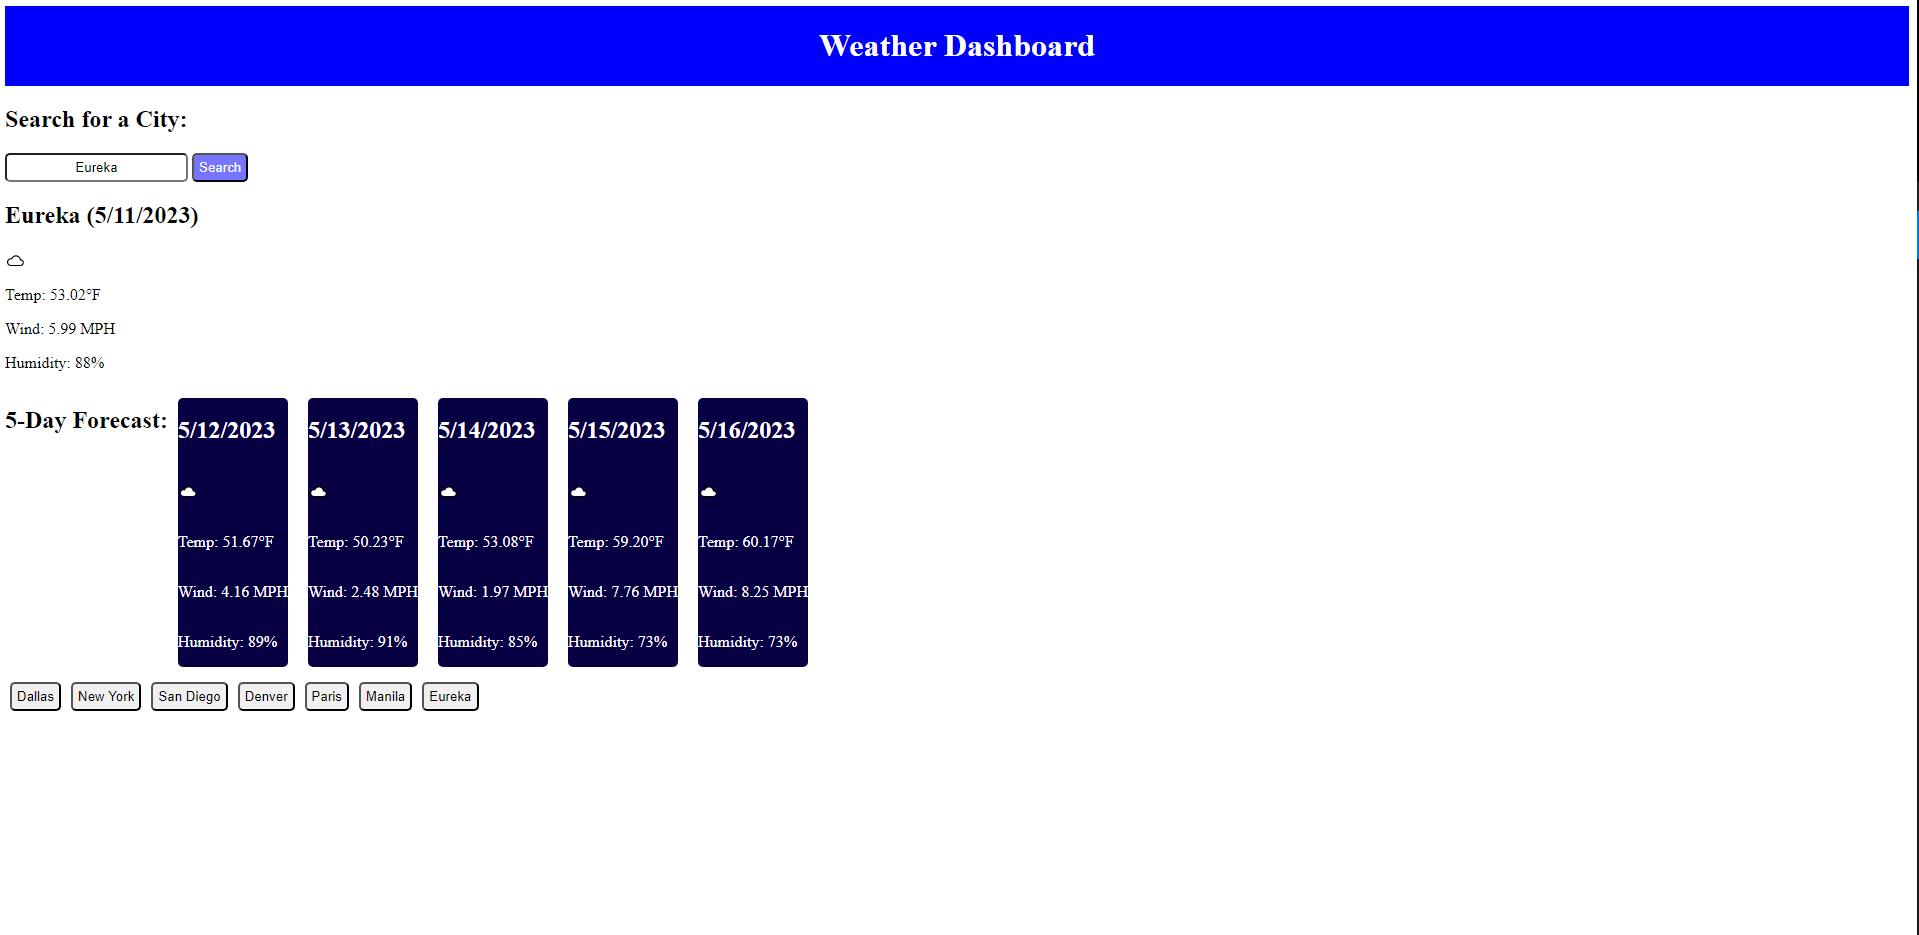 Weather Dashboard
Search for a City:
Eureka Search
Eureka (5/11/2023)
Temp: 53.02°F
Wind: 5.99 MPH
Humidity: 88%
5-Day Forecast:
5/12/2023
Temp: 51.67°F
Wind: 4.16 MPH
Humidity: 89%
5/13/2023
Temp: 50.23°F
Wind: 2.48 MPH
Humidity: 91%
5/14/2023
Temp: 53.08°F
Wind: 1.97 MPH
Humidity: 85%
5/15/2023
Temp: 59.20°F
Wind: 7.76 MPH
Humidity: 73%
5/16/2023
Temp: 60.17°F
Wind: 8.25 MPH
Humidity: 73%
Dallas New York San Diego Denver Paris Manila Eureka